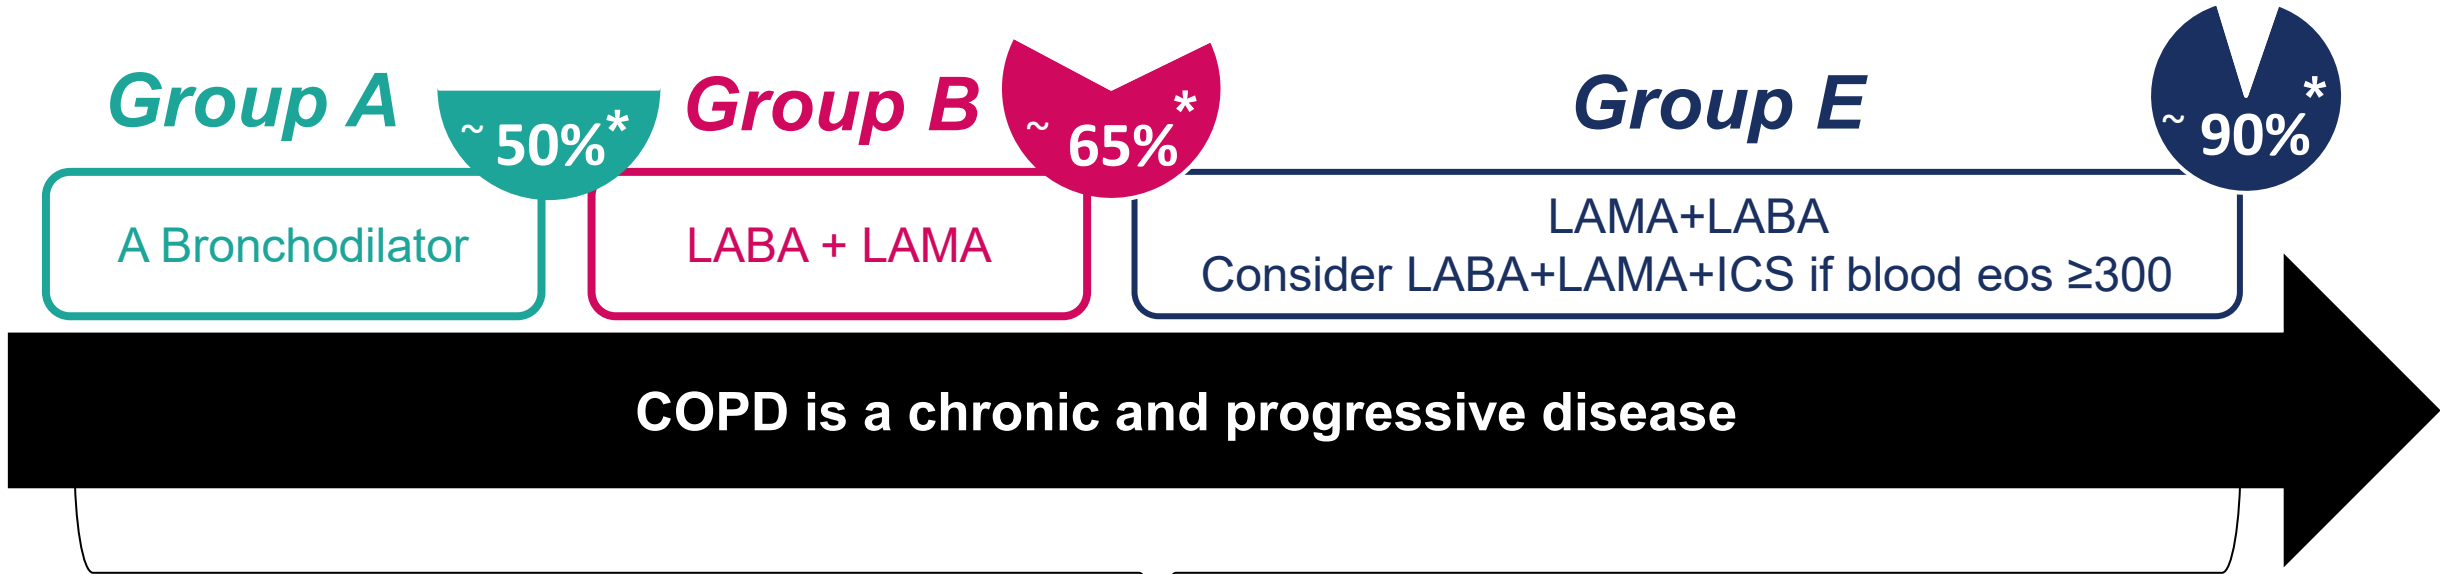 Group A
~ 50%*
Group B
~ 65%*
Group E
~ 90%*
A Bronchodilator
LABA + LAMA
LAMA+LABA
Consider LABA+LAMA+ICS if blood eos ≥300
COPD is a chronic and progressive disease